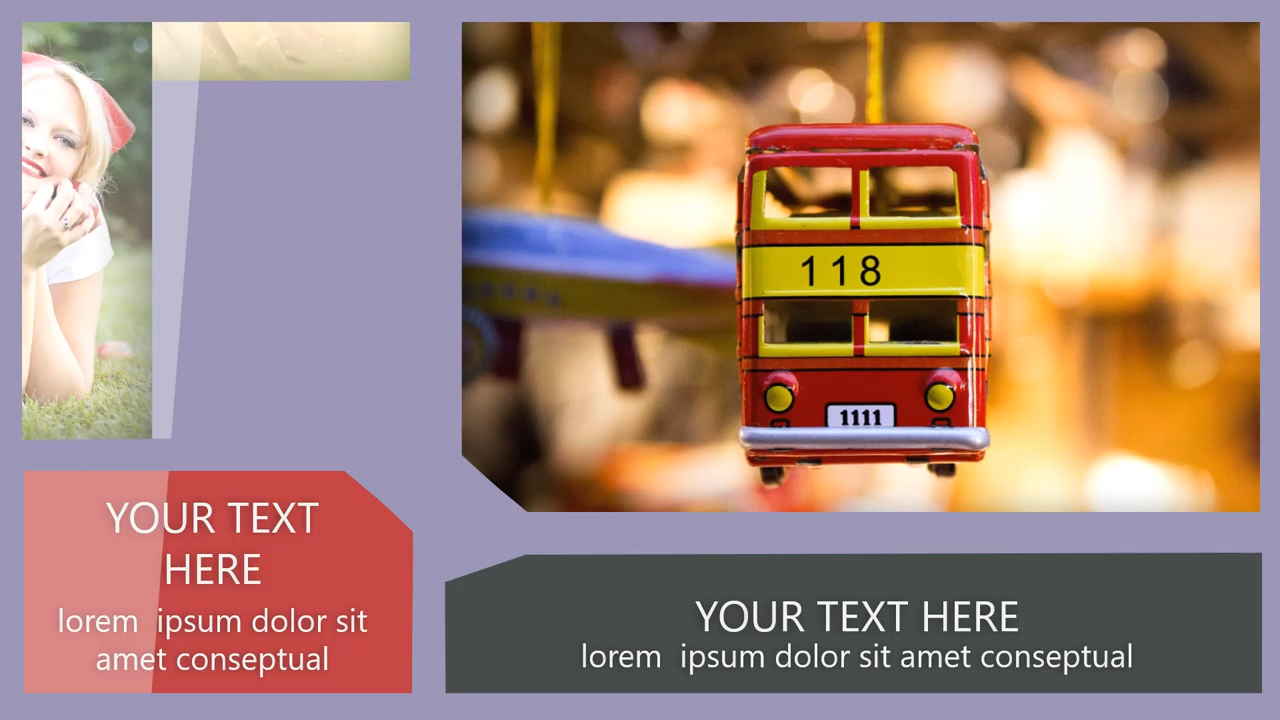 118
1111
YOUR TEXT
HERE
lorem  ipsum dolor sit
amet conseptual
YOUR TEXT HERE
lorem  ipsum dolor sit amet conseptual